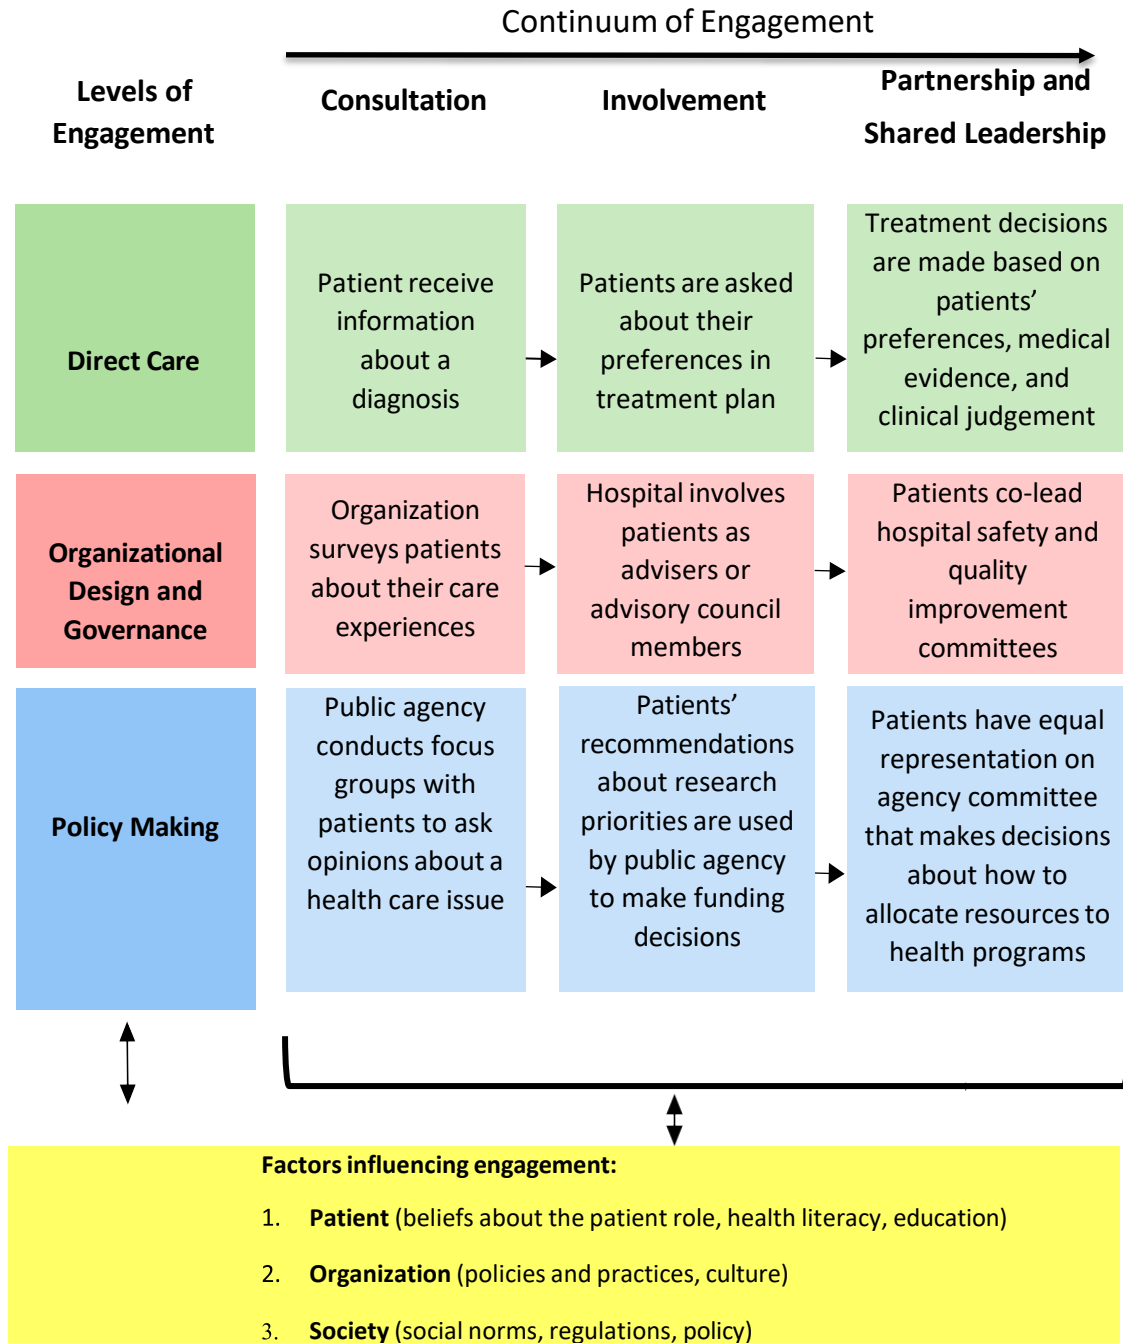 Continuum of Engagement
Levels of
Engagement
Consultation
Involvement
Partnership and
Shared Leadership
Direct Care
Patient receive
information
about a
diagnosis
Patients are asked
about their
preferences in
treatment plan
Treatment decisions
are made based on
patients’
preferences, medical
evidence, and
clinical judgement
Organizational
Design and
Governance
Organization
surveys patients
about their care
experiences
Hospital involves
patients as
advisers or
advisory council
members
Patients co-lead
hospital safety and
quality
improvement
committees
Policy Making
Public agency
conducts focus
groups with
patients to ask
opinions about a
health care issue
Patients’
recommendations
about research
priorities are used
by public agency
to make funding
decisions
Patients have equal
representation on
agency committee
that makes decisions
about how to
allocate resources to
health programs
Factors influencing engagement:
1. Patient (beliefs about the patient role, health literacy, education)
2. Organization (policies and practices, culture)
3. Society (social norms, regulations, policy)